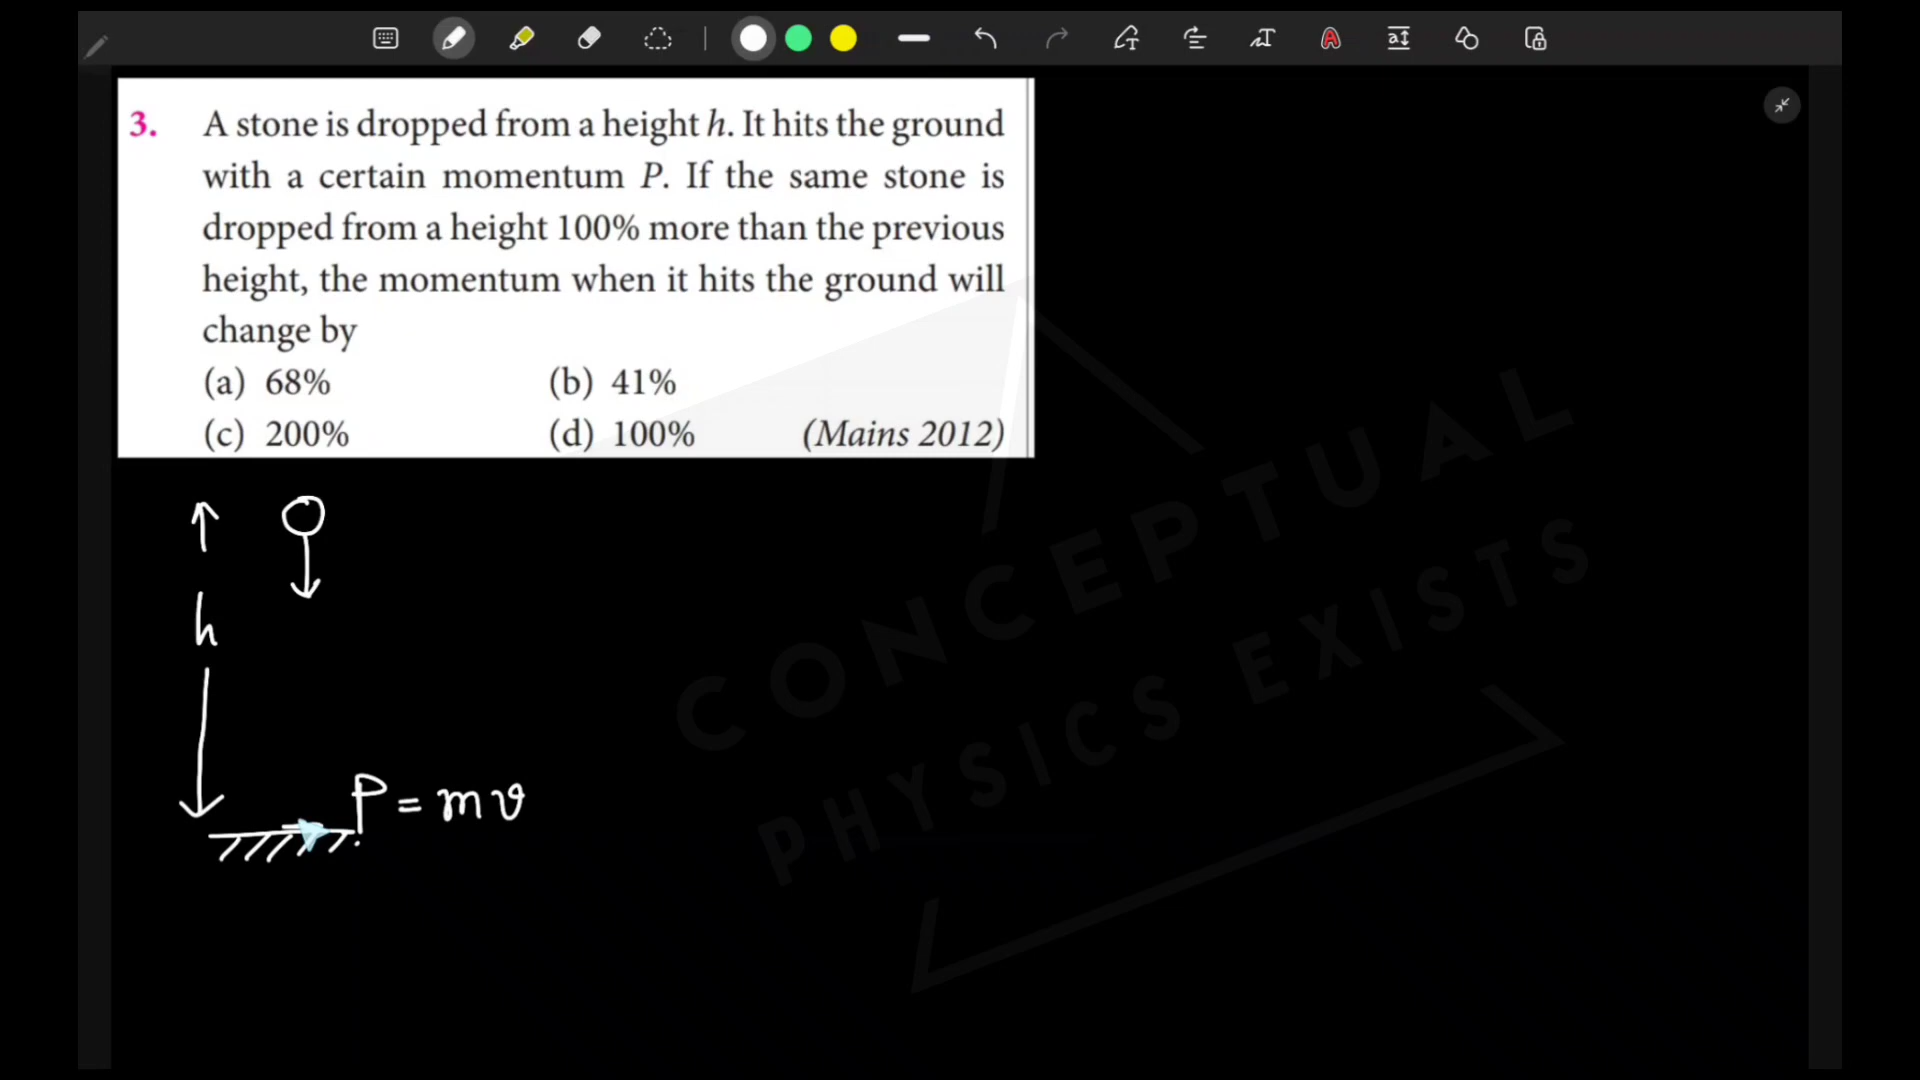 3. A stone is dropped from a height h. It hits the ground
with a certain momentum P. If the same stone is
dropped from a height 100% more than the previous
height, the momentum when it hits the ground will
change by
(a) 68% (b) 41%
(c) 200% (d) 100% (Mains 2012)
h
P = mv
CONCEPTUAL
PHYSICS EXISTS